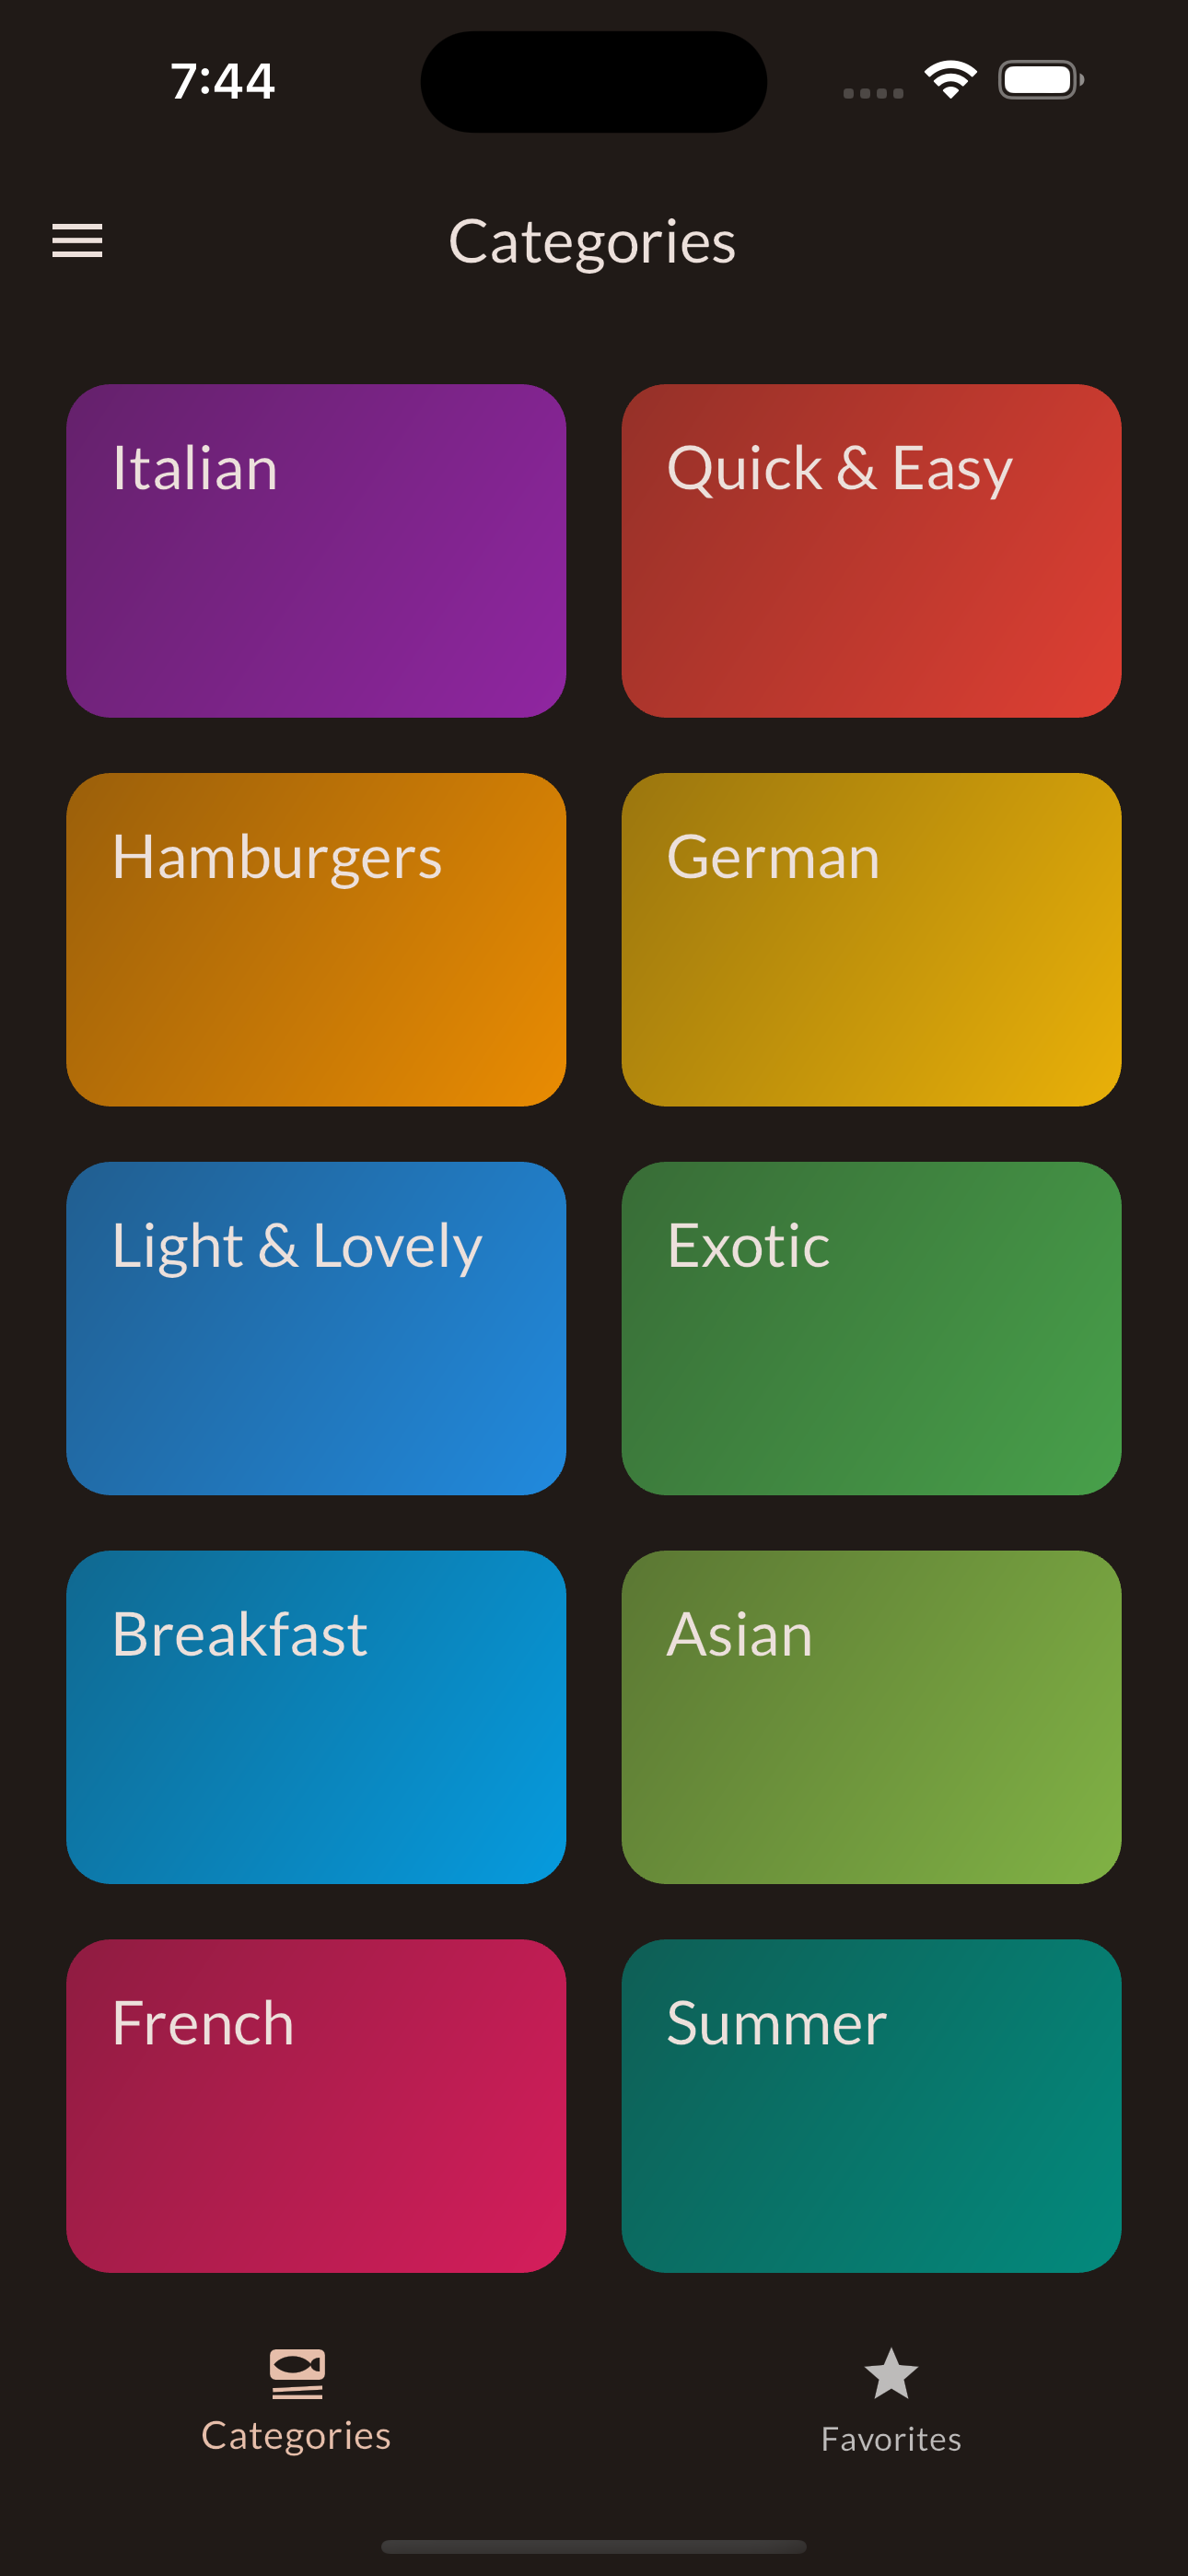 7:44
Categories
Italian
Quick & Easy
Hamburgers
German
Light & Lovely
Exotic
Breakfast
Asian
French
Summer
Categories
Favorites